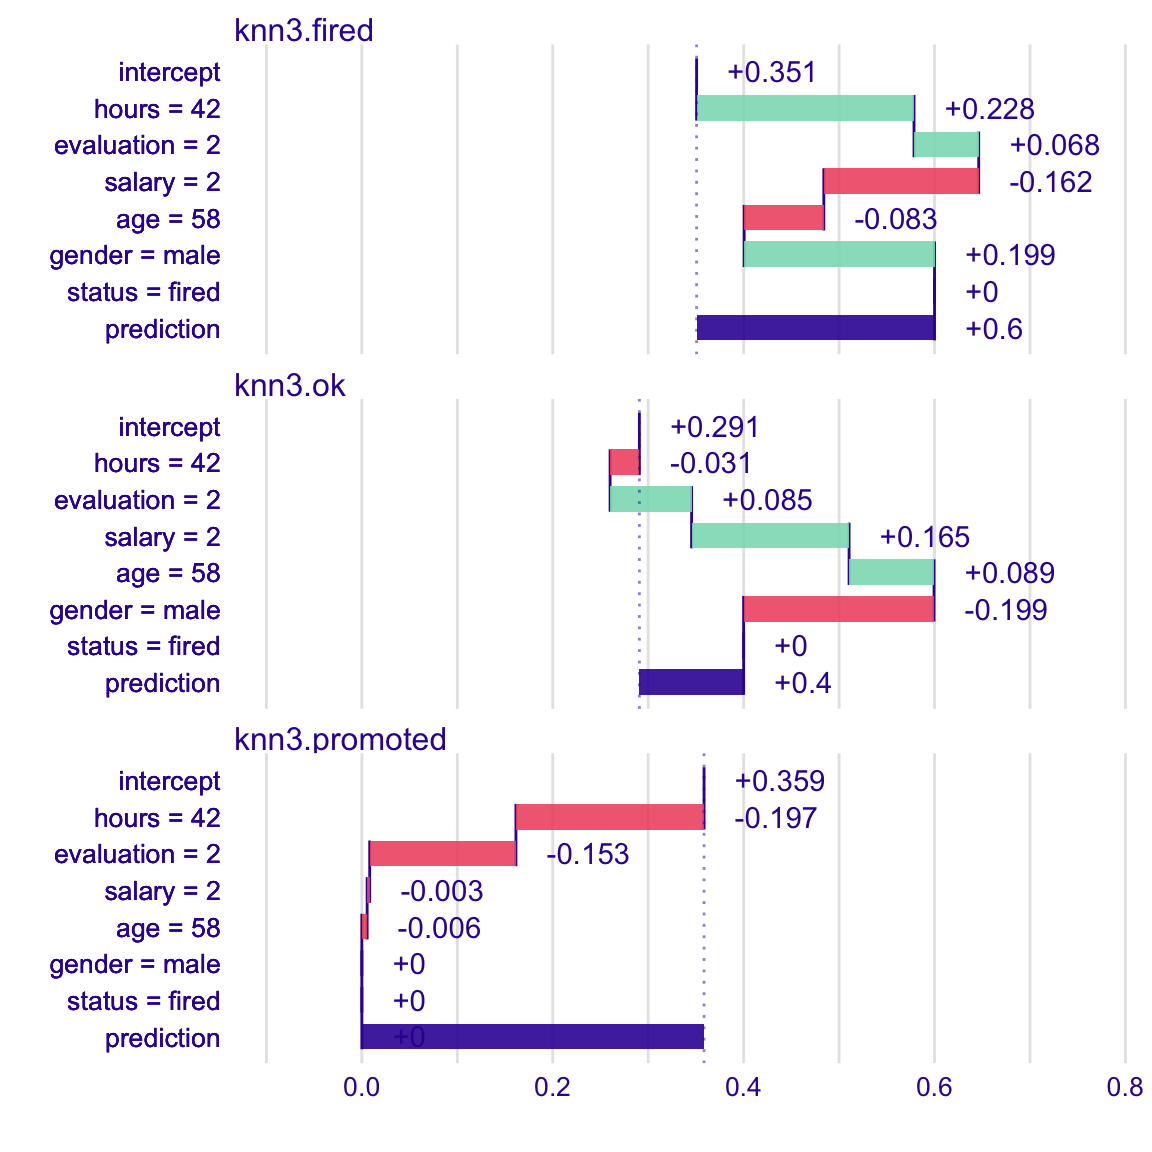 knn3.fired
intercept +0.351
hours = 42 +0.228
evaluation = 2 +0.068
salary = 2 -0.162
age = 58 -0.083
gender = male +0.199
status = fired +0
prediction +0.6
knn3.ok
intercept +0.291
hours = 42 -0.031
evaluation = 2 +0.085
salary = 2 +0.165
age = 58 +0.089
gender = male -0.199
status = fired +0
prediction +0.4
knn3.promoted
intercept +0.359
hours = 42 -0.197
evaluation = 2 -0.153
salary = 2 -0.003
age = 58 -0.006
gender = male +0
status = fired +0
prediction +0
0.0 0.2 0.4 0.6 0.8